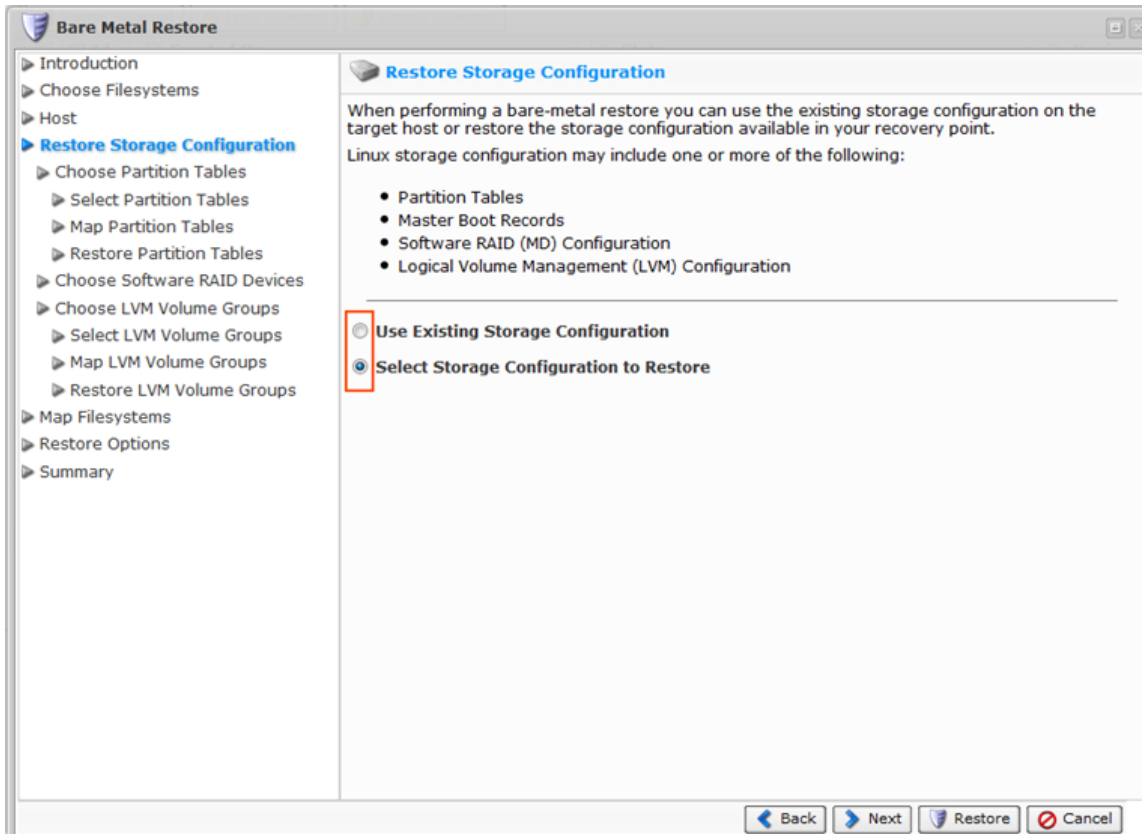 Bare Metal Restore
Introduction
Choose Filesystems
Host
Restore Storage Configuration
Choose Partition Tables
Select Partition Tables
Map Partition Tables
Restore Partition Tables
Choose Software RAID Devices
Choose LVM Volume Groups
Select LVM Volume Groups
Map LVM Volume Groups
Restore LVM Volume Groups
Map Filesystems
Restore Options
Summary
Restore Storage Configuration
When performing a bare-metal restore you can use the existing storage configuration on the
target host or restore the storage configuration available in your recovery point.
Linux storage configuration may include one or more of the following:
• Partition Tables
• Master Boot Records
• Software RAID (MD) Configuration
• Logical Volume Management (LVM) Configuration
Use Existing Storage Configuration
Select Storage Configuration to Restore
Back Next Restore Cancel